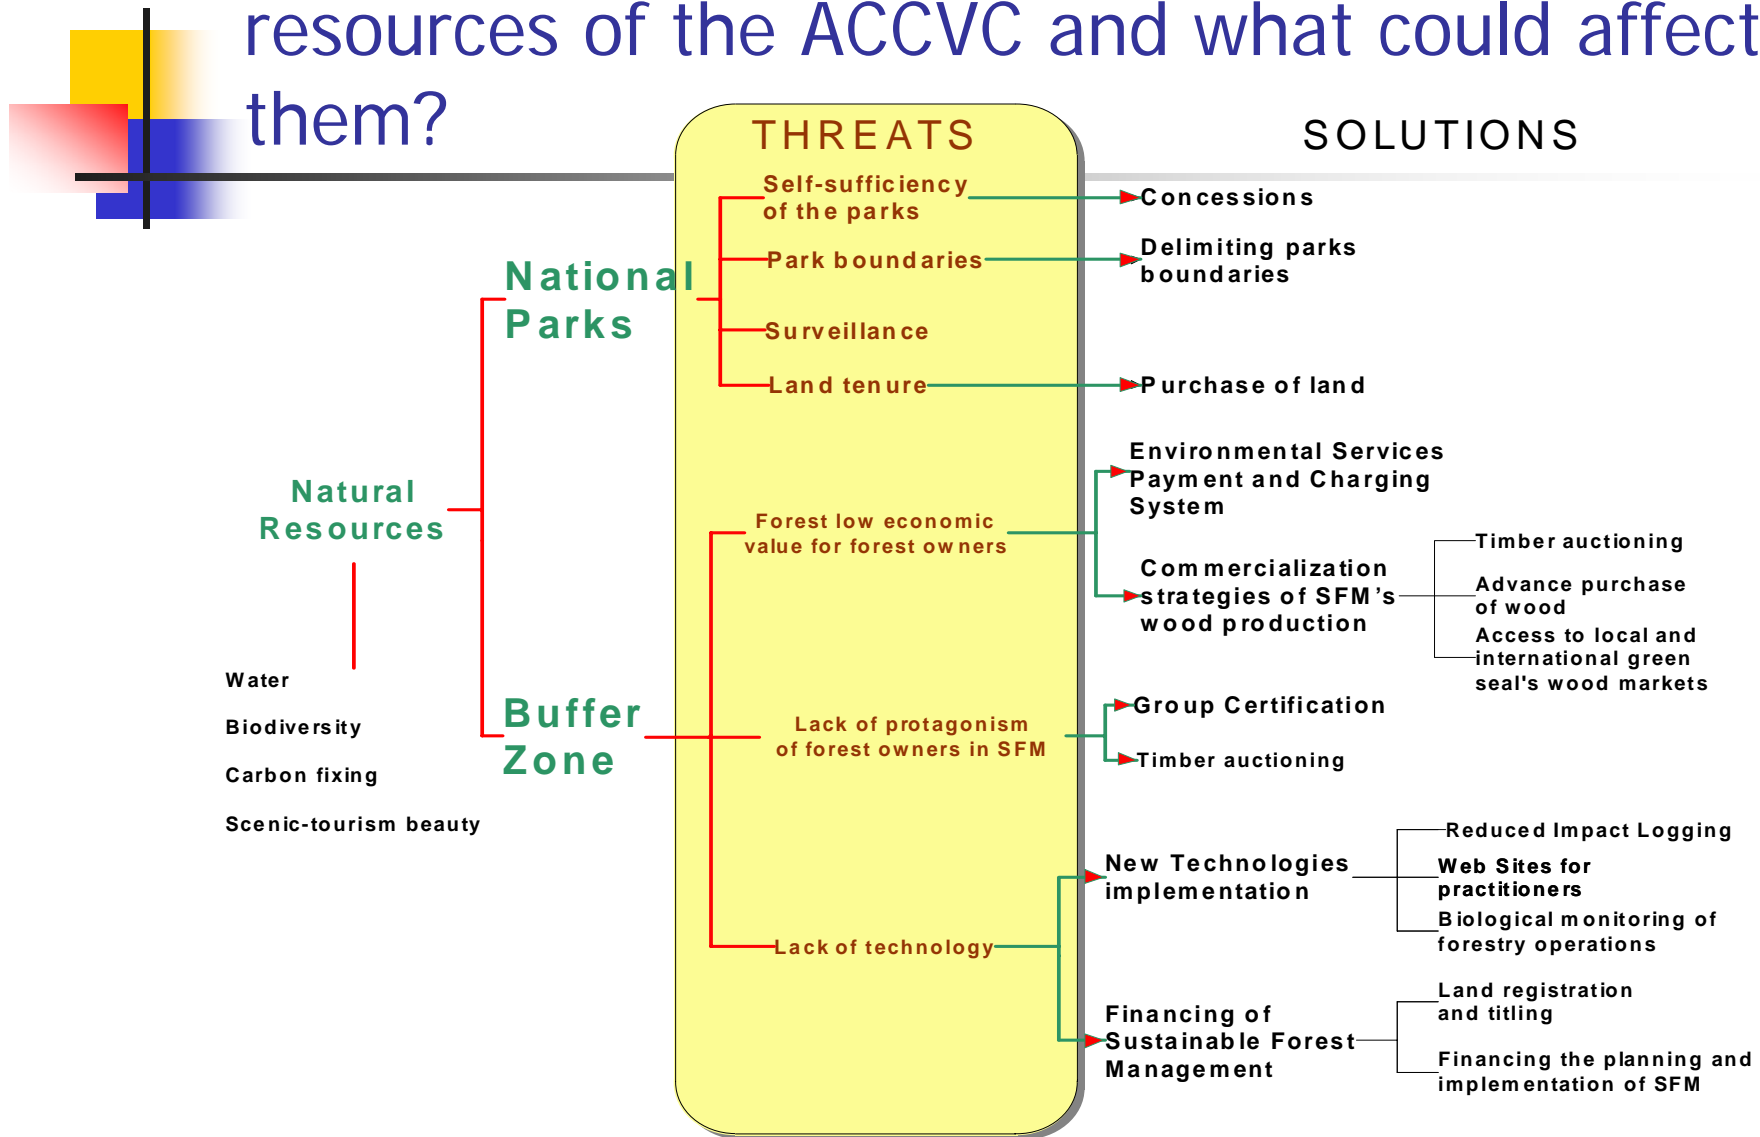 resources of the ACCVC and what could affect
them?
THREATS
SOLUTIONS
Self-sufficiency
of the parks
Concessions
Park boundaries
Delimiting parks
boundaries
National
Parks
Surveillance
Land tenure
Purchase of land
Natural
Resources
Water
Biodiversity
Carbon fixing
Scenic-tourism beauty
Buffer
Zone
Forest low economic
value for forest owners
Environmental Services
Payment and Charging
System
Commercialization
strategies of SFM's
wood production
Timber auctioning
Advance purchase
of wood
Access to local and
international green
seal's wood markets
Lack of protagonism
of forest owners in SFM
Group Certification
Timber auctioning
Lack of technology
New Technologies
implementation
Reduced Impact Logging
Web Sites for
practitioners
Biological monitoring of
forestry operations
Financing of
Sustainable Forest
Management
Land registration
and titling
Financing the planning and
implementation of SFM